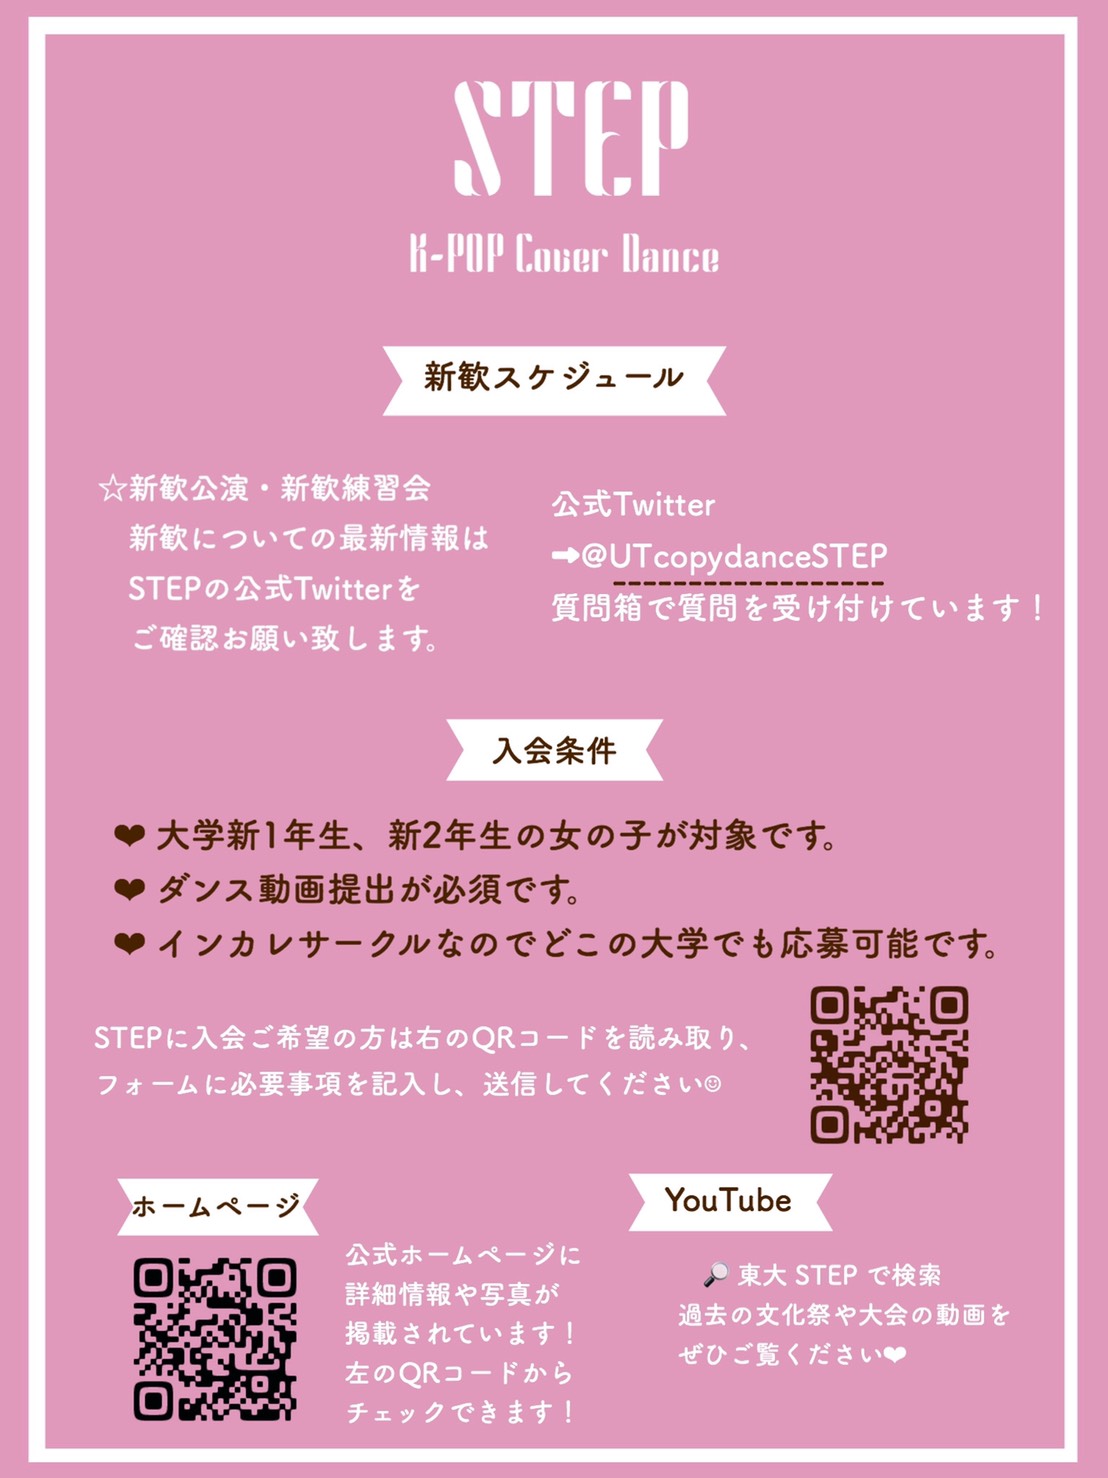 STEP
K-POP Cover Dance
新歓スケジュール
☆新歓公演・新歓練習会
新歓についての最新情報は
STEPの公式Twitterを
ご確認お願い致します。
公式Twitter
➡@UTcopydanceSTEP
質問箱で質問を受け付けています！
入会条件
❤ 大学新1年生、新2年生の女の子が対象です。
❤ ダンス動画提出が必須です。
❤ インカレサークルなのでどこの大学でも応募可能です。
STEPに入会ご希望の方は右のQRコードを読み取り、
フォームに必要事項を記入し、送信してください☺
ホームページ
公式ホームページに
詳細情報や写真が
掲載されています！
左のQRコードから
チェックできます！
YouTube
🔎 東大 STEP で検索
過去の文化祭や大会の動画を
ぜひご覧ください❤